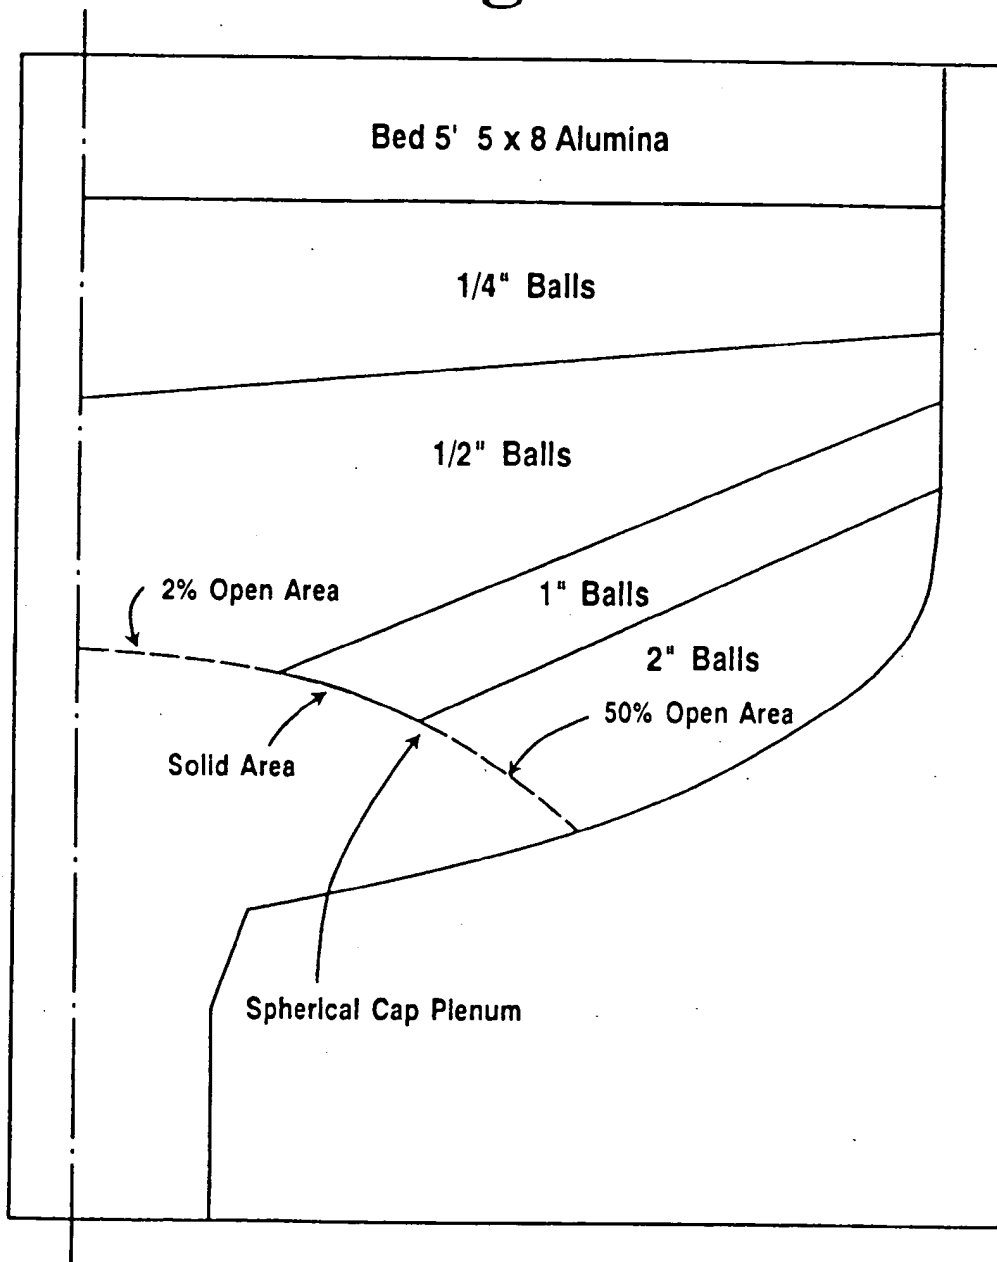 Bed 5' 5 x 8 Alumina
1/4" Balls
1/2" Balls
2% Open Area
1" Balls
2" Balls
50% Open Area
Solid Area
Spherical Cap Plenum